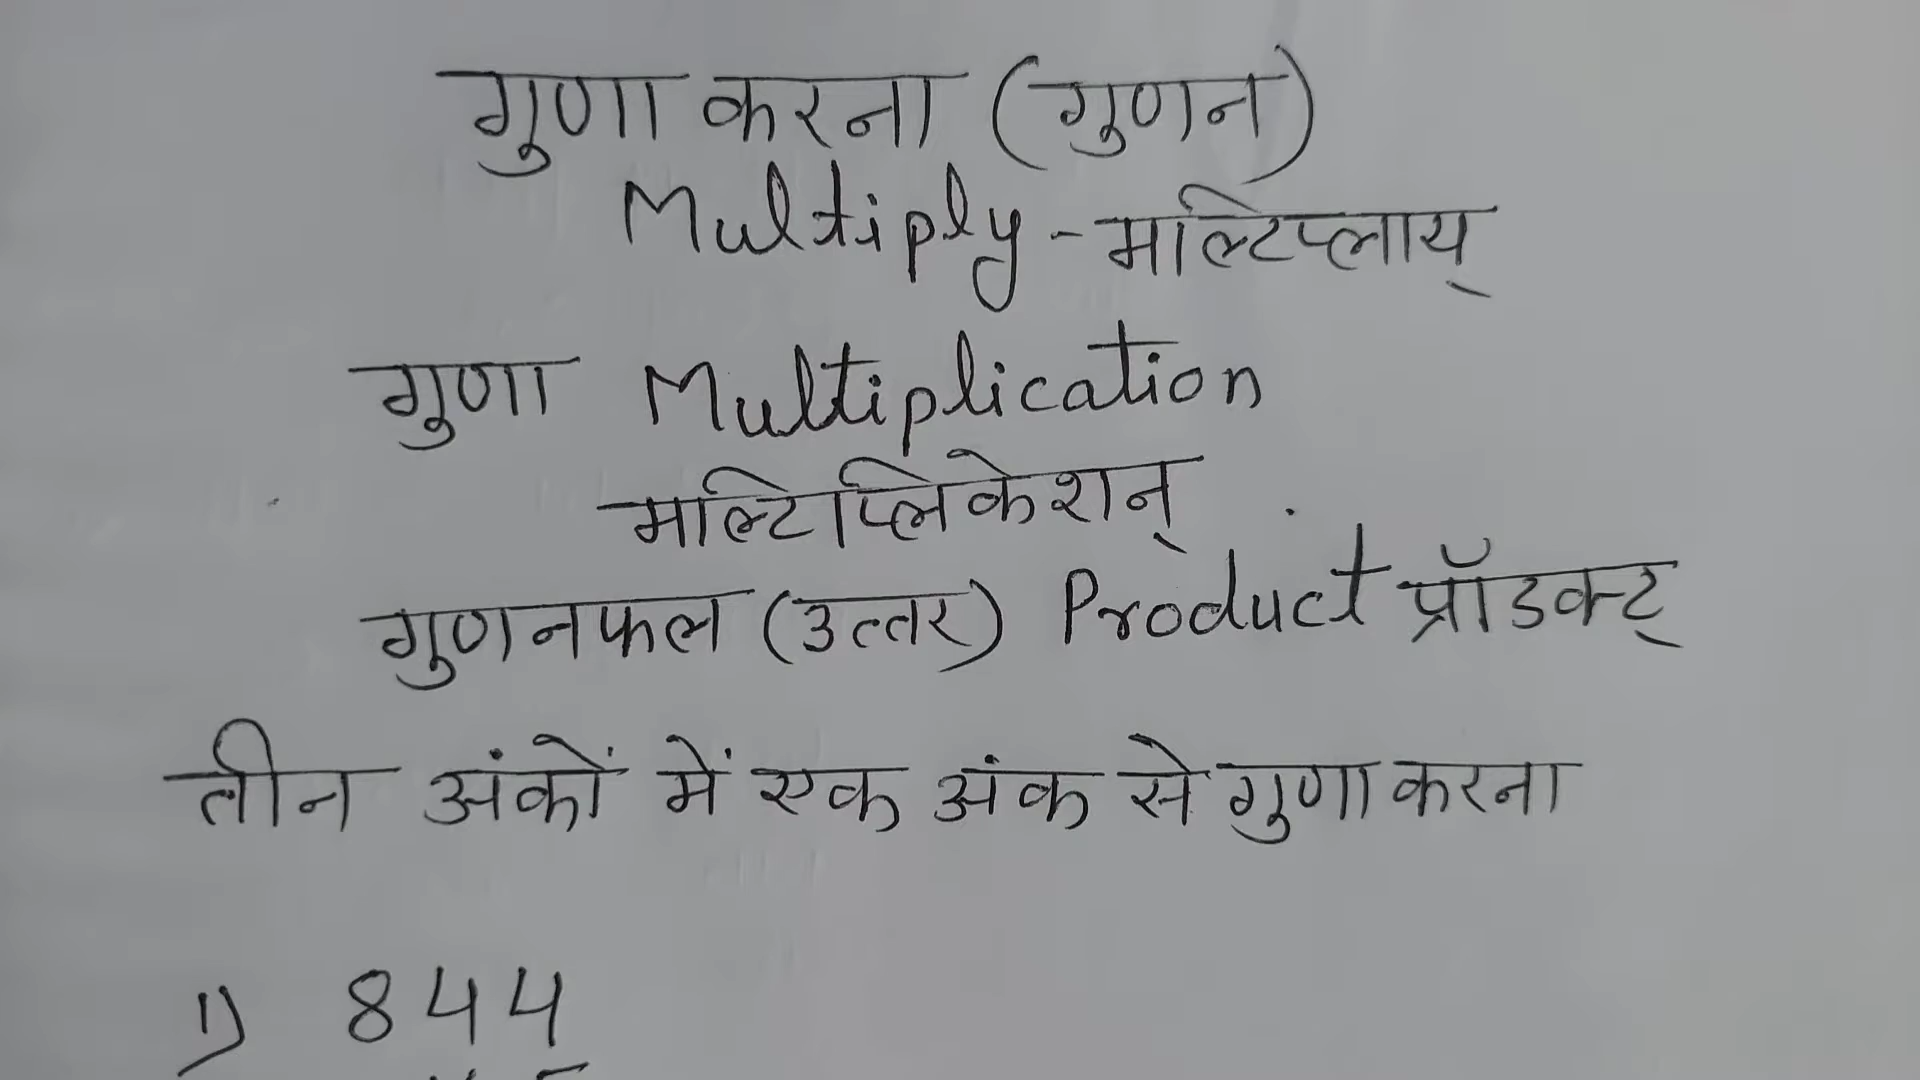 गुणा करना (गुणन)
Multiply - मल्टिप्लाय्
गुणा Multiplication
मल्टिप्लिकेशन्
गुणनफल (उत्तर) Product प्रॉडक्ट्
तीन अंकों में एक अंक से गुणा करना
1) 844